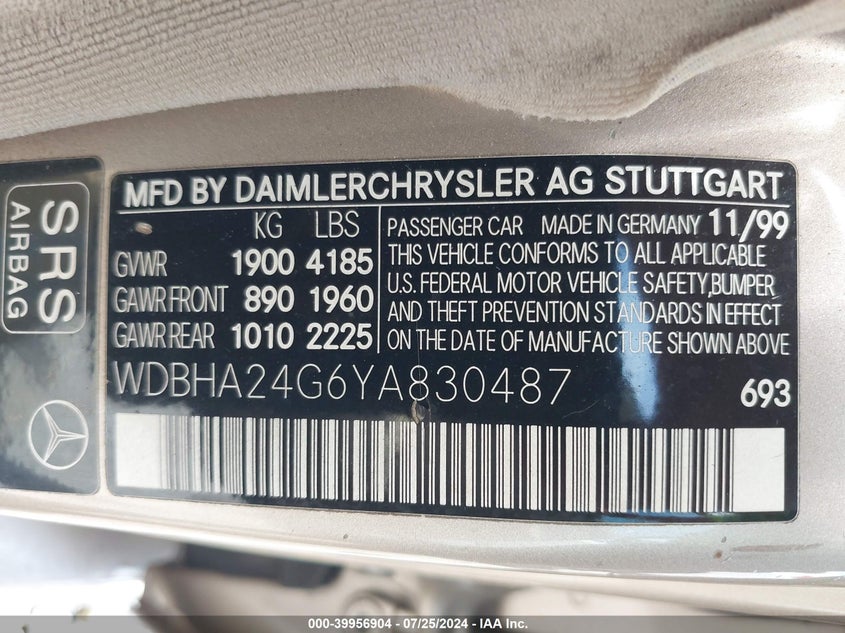 SRS
AIRBAG
MFD BY DAIMLERCHRYSLER AG STUTTGART
KG LBS
GVWR 1900 4185
GAWR FRONT 890 1960
GAWR REAR 1010 2225
PASSENGER CAR MADE IN GERMANY 11/99
THIS VEHICLE CONFORMS TO ALL APPLICABLE
U.S. FEDERAL MOTOR VEHICLE SAFETY, BUMPER
AND THEFT PREVENTION STANDARDS IN EFFECT
ON THE DATE OF MANUFACTURE SHOWN ABOVE
WDBHA24G6YA830487
693
000-39956904 / 07/25/2024 - IAA Inc.